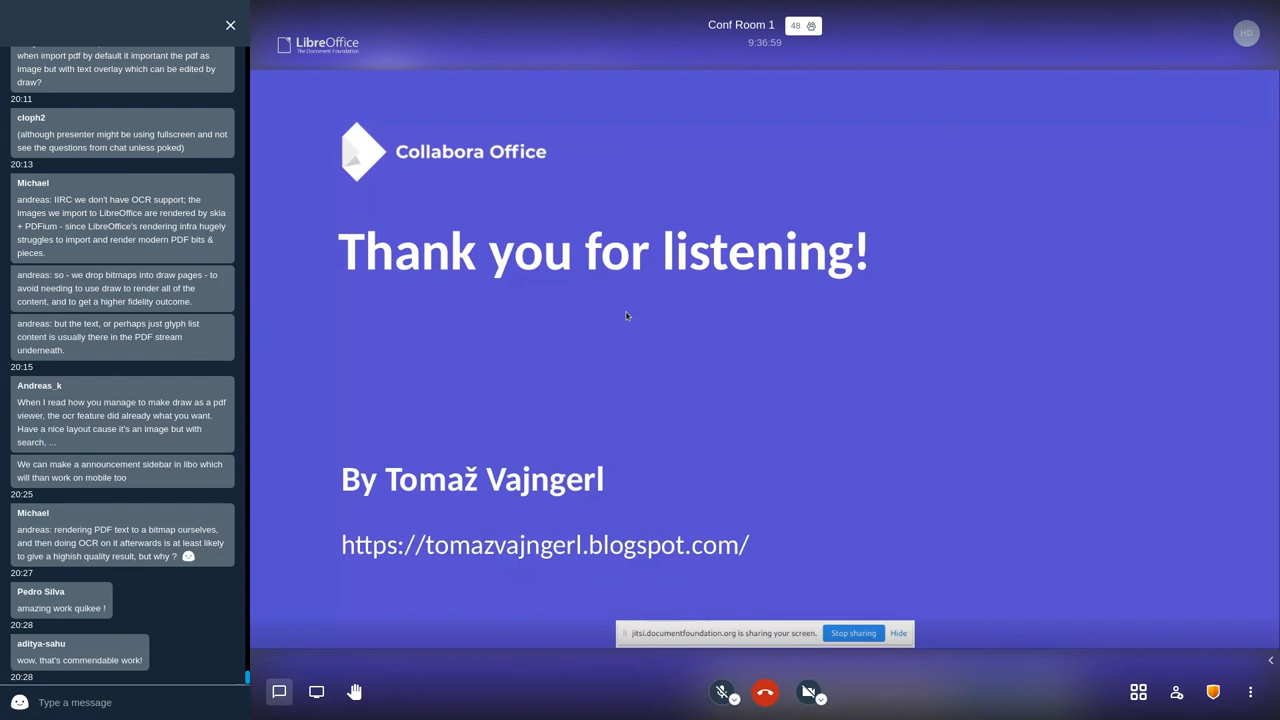 when import pdf by default it important the pdf as
image but with text overlay which can be edited by
draw?
20:11
cloph2
(although presenter might be using fullscreen and not
see the questions from chat unless poked)
20:13
Michael
andreas: IIRC we don't have OCR support; the
images we import to LibreOffice are rendered by skia
+ PDFium - since LibreOffice's rendering infra hugely
struggles to import and render modern PDF bits &
pieces.
andreas: so - we drop bitmaps into draw pages - to
avoid needing to use draw to render all of the
content, and to get a higher fidelity outcome.
andreas: but the text, or perhaps just glyph list
content is usually there in the PDF stream
underneath.
20:15
Andreas_k
When I read how you manage to make draw as a pdf
viewer, the ocr feature did already what you want.
Have a nice layout cause it's an image but with
search, ...
We can make a announcement sidebar in libo which
will than work on mobile too
20:25
Michael
andreas: rendering PDF text to a bitmap ourselves,
and then doing OCR on it afterwards is at least likely
to give a highish quality result, but why ?
20:27
Pedro Silva
amazing work quikee !
20:28
aditya-sahu
wow, that's commendable work!
20:28
Type a message
LibreOffice
The Document Foundation
Conf Room 1
48
9:36:59
HD
Collabora Office
Thank you for listening!
By Tomaž Vajngerl
https://tomazvajngerl.blogspot.com/
jitsi.documentfoundation.org is sharing your screen.
Stop sharing
Hide